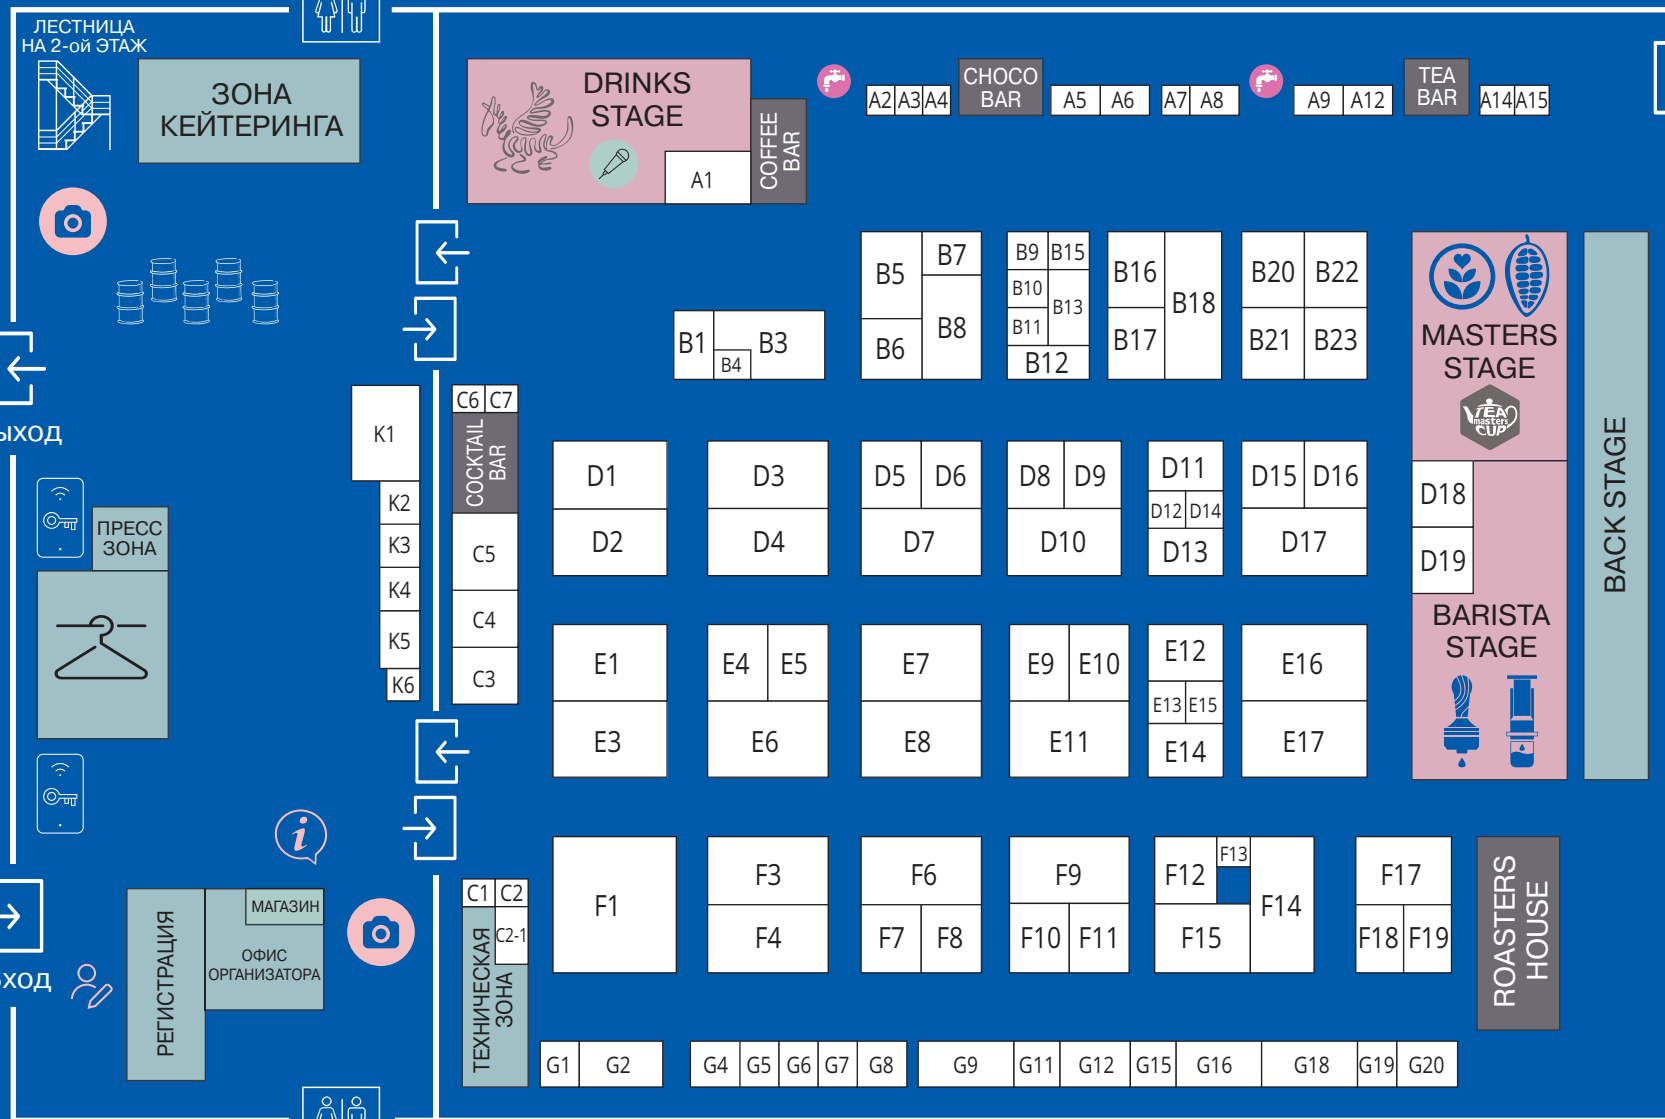 ЛЕСТНИЦА
НА 2-ой ЭТАЖ
ЗОНА
КЕЙТЕРИНГА
DRINKS
STAGE
A1
COFFEE
BAR
A2 A3 A4
CHOCO
BAR
A5 A6
A7 A8
A9 A12
TEA
BAR
A14 A15
B1
B3
B4
B5
B6
B7
B8
B9 B15
B10
B13
B11
B12
B16
B17
B18
B20 B22
B21 B23
MASTERS
STAGE
TEA
masters
CUP
BACK STAGE
ыход
K1
K2
K3
K4
K5
K6
C6 C7
COCKTAIL
BAR
C5
C4
C3
ПРЕСС
ЗОНА
D1
D2
D3
D4
D5 D6
D7
D8 D9
D10
D11
D12 D14
D13
D15 D16
D17
D18
D19
BARISTA
STAGE
E1
E3
E4 E5
E6
E7
E8
E9 E10
E11
E12
E13 E15
E14
E16
E17
i
МАГАЗИН
ОФИС
ОРГАНИЗАТОРА
РЕГИСТРАЦИЯ
ход
C1 C2
C2-1
ТЕХНИЧЕСКАЯ
ЗОНА
F1
F3
F4
F6
F7 F8
F9
F10 F11
F12
F13
F14
F15
F17
F18 F19
ROASTERS
HOUSE
G1 G2
G4 G5 G6 G7 G8
G9 G11 G12 G15 G16 G18 G19 G20